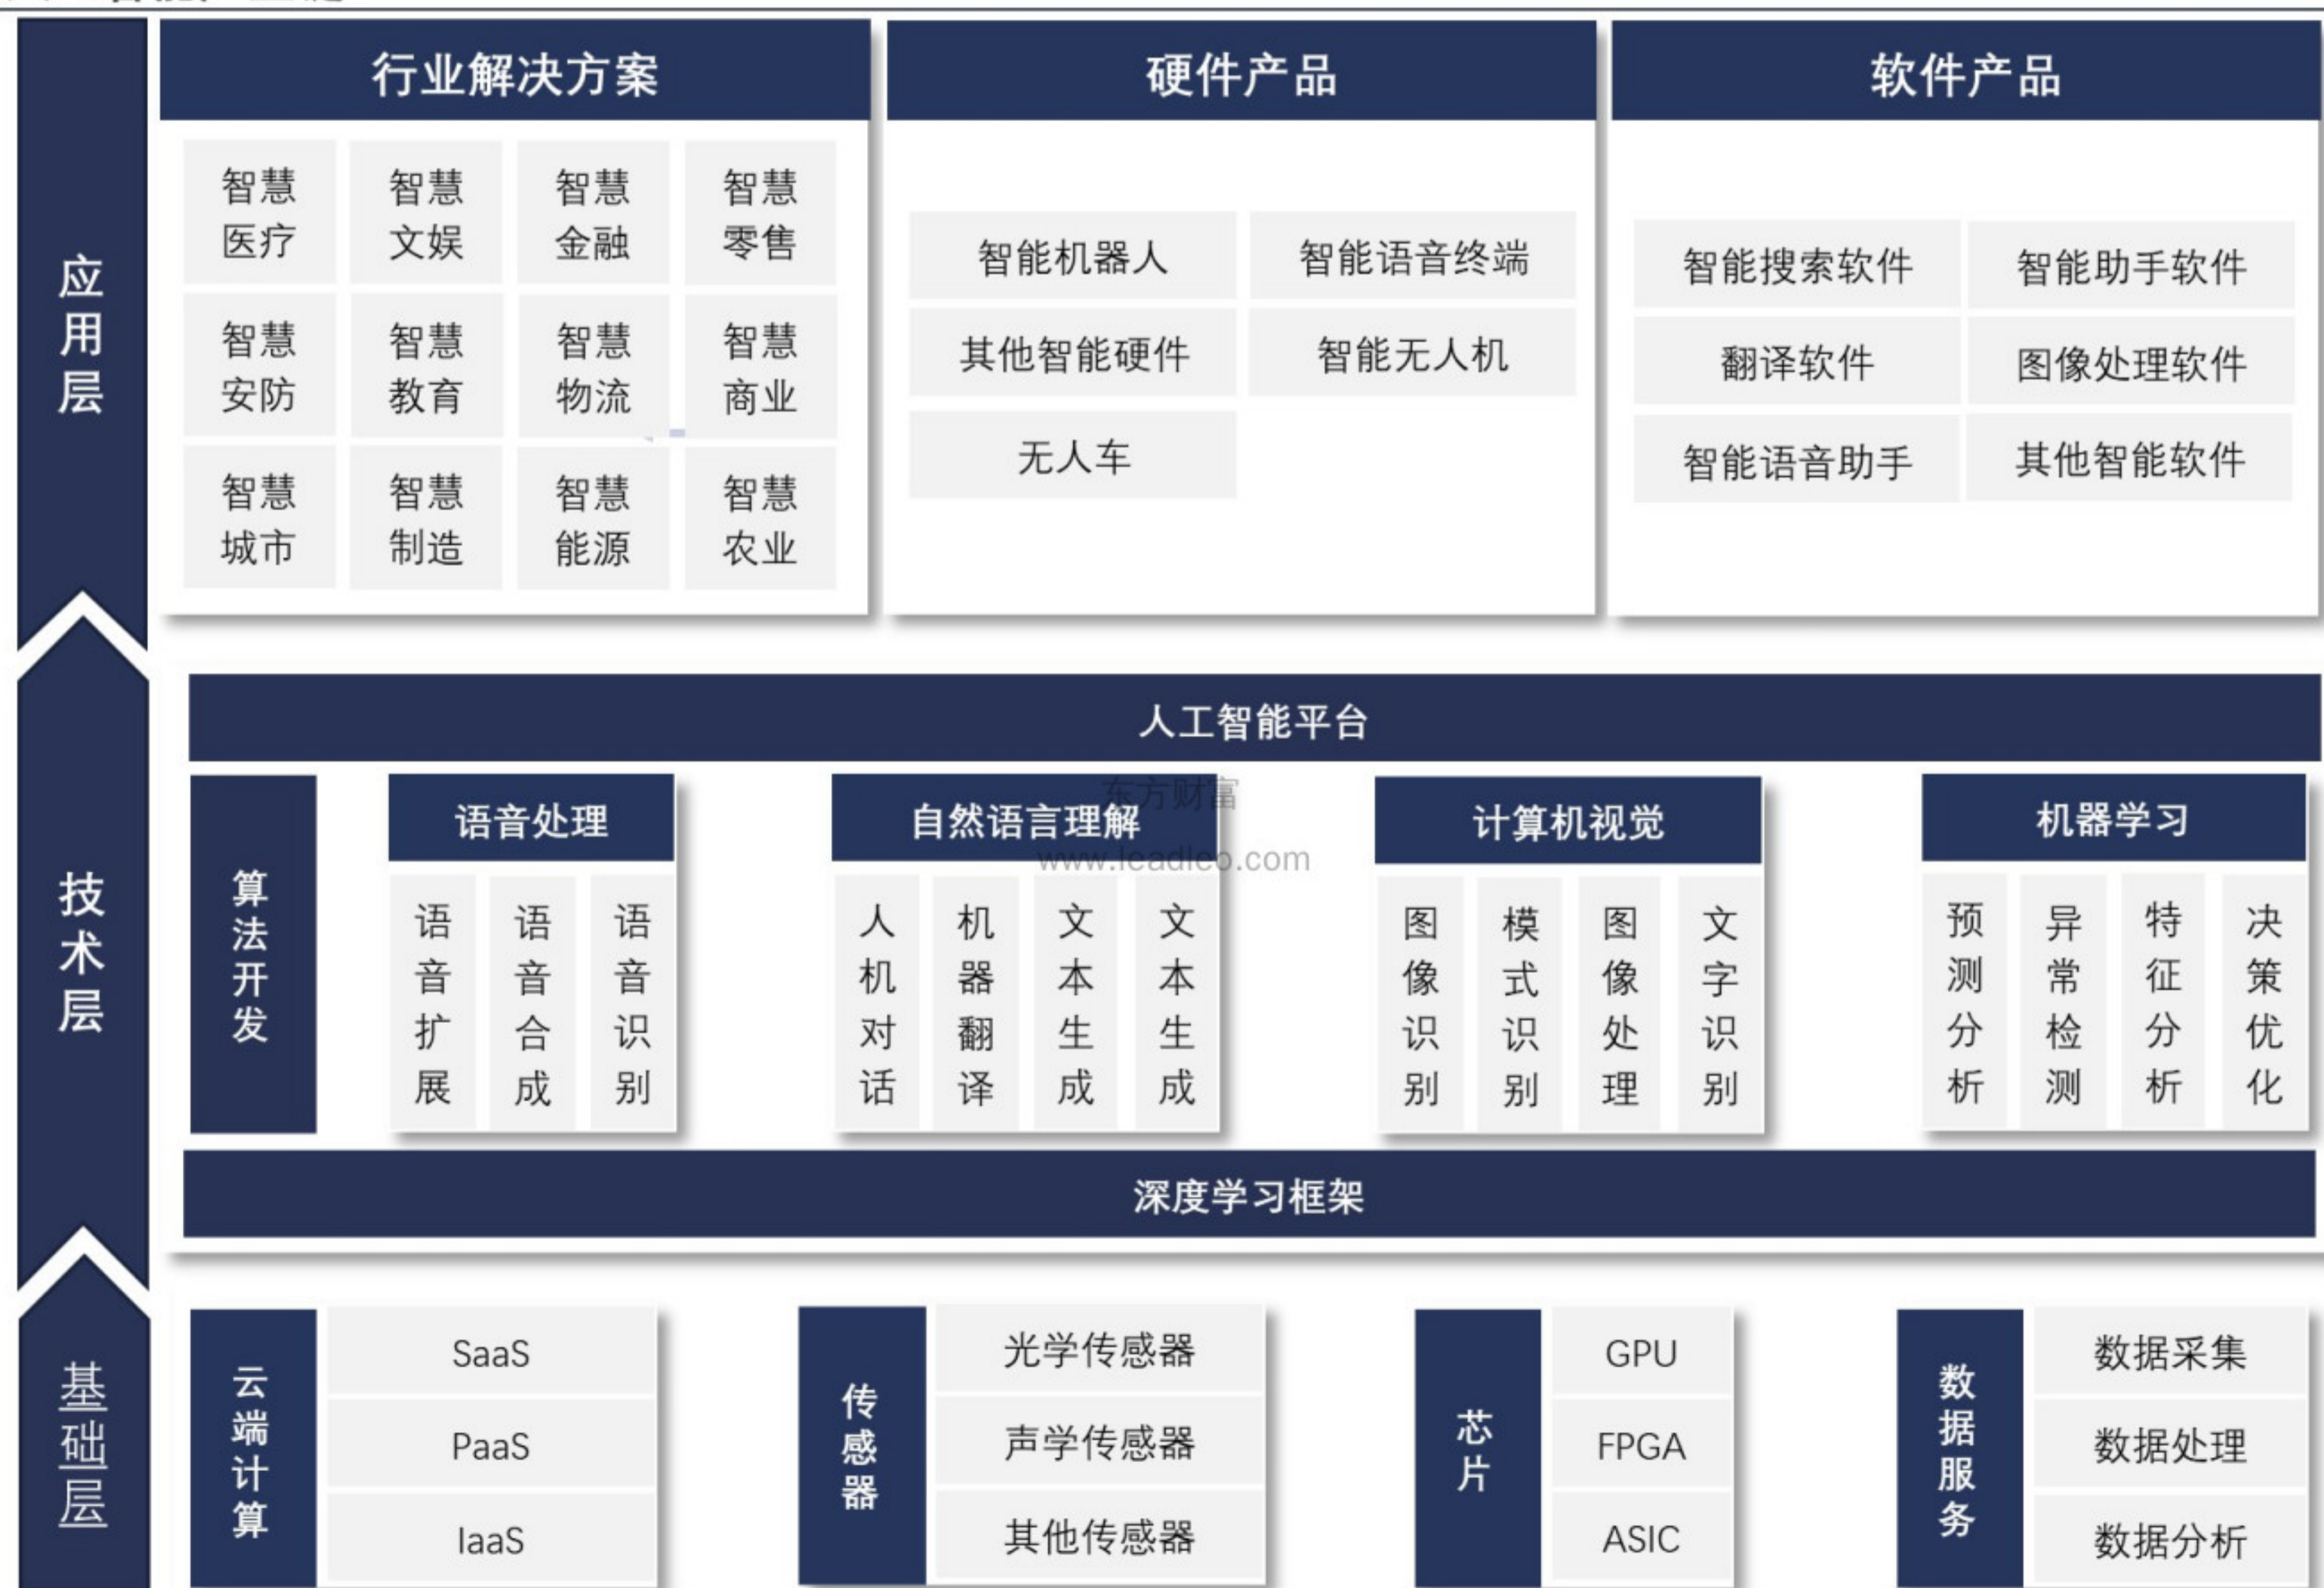 应用层
行业解决方案
硬件产品
软件产品
智慧医疗
智慧文娱
智慧金融
智慧零售
智慧安防
智慧教育
智慧物流
智慧商业
智慧城市
智慧制造
智慧能源
智慧农业
智能机器人
智能语音终端
其他智能硬件
智能无人机
无人车
智能搜索软件
智能助手软件
翻译软件
图像处理软件
智能语音助手
其他智能软件
技术层
人工智能平台
算法开发
语音处理
语音扩展
语音合成
语音识别
自然语言理解
人机对话
机器翻译
文本生成
文本生成
计算机视觉
图像识别
模式识别
图像处理
文字识别
机器学习
预测分析
异常检测
特征分析
决策优化
东方财富
www.leadleo.com
深度学习框架
基础层
云端计算
SaaS
PaaS
IaaS
传感器
光学传感器
声学传感器
其他传感器
芯片
GPU
FPGA
ASIC
数据服务
数据采集
数据处理
数据分析